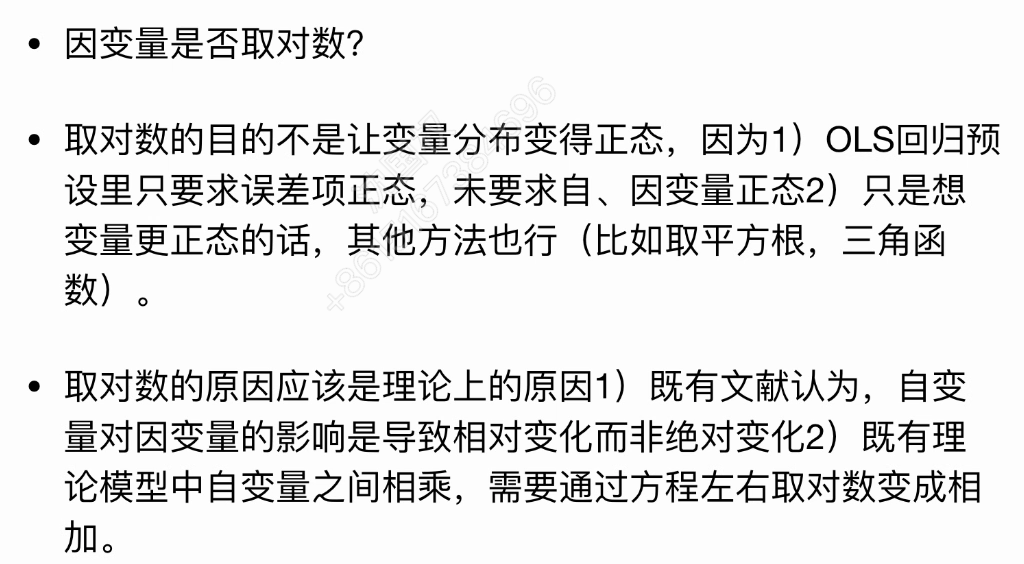 • 因变量是否取对数？
• 取对数的目的不是让变量分布变得正态，因为1）OLS回归预
设里只要求误差项正态，未要求自、因变量正态2）只是想
变量更正态的话，其他方法也行（比如取平方根，三角函
数）。
• 取对数的原因应该是理论上的原因1）既有文献认为，自变
量对因变量的影响是导致相对变化而非绝对变化2）既有理
论模型中自变量之间相乘，需要通过方程左右取对数变成相
加。